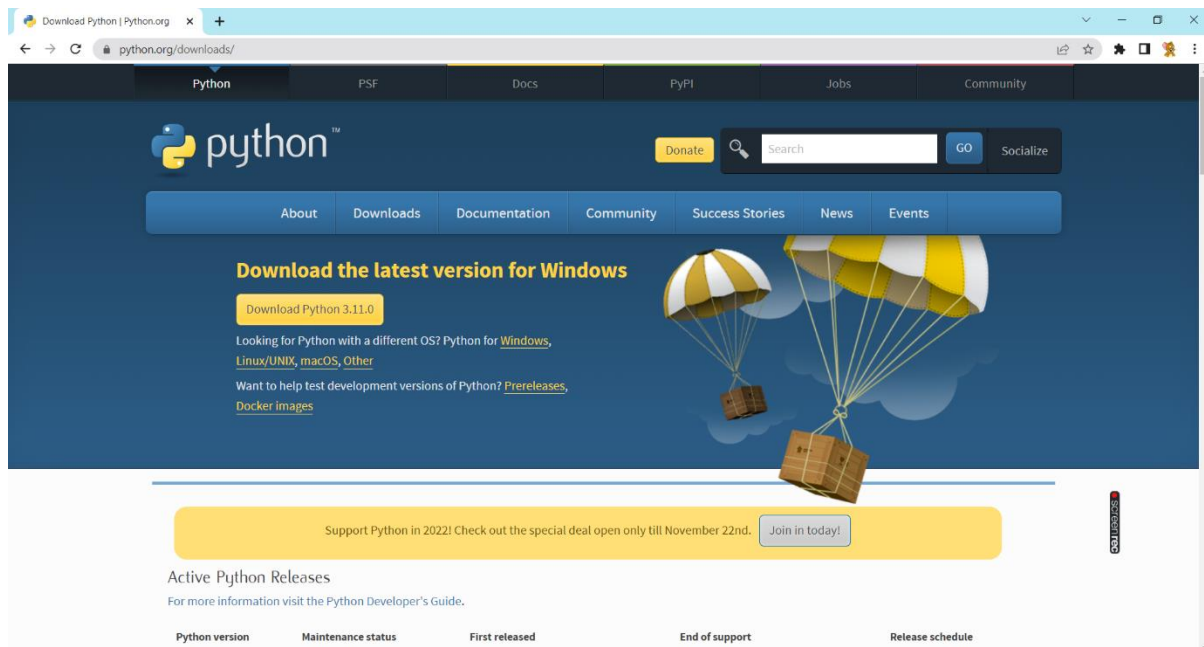 Download Python | Python.org
python.org/downloads/
Python PSF Docs PyPI Jobs Community
python™
Donate Search GO Socialize
About Downloads Documentation Community Success Stories News Events
Download the latest version for Windows
Download Python 3.11.0
Looking for Python with a different OS? Python for Windows,
Linux/UNIX, macOS, Other
Want to help test development versions of Python? Prereleases,
Docker images
Support Python in 2022! Check out the special deal open only till November 22nd. Join in today!
screenrec
Active Python Releases
For more information visit the Python Developer's Guide.
Python version Maintenance status First released End of support Release schedule